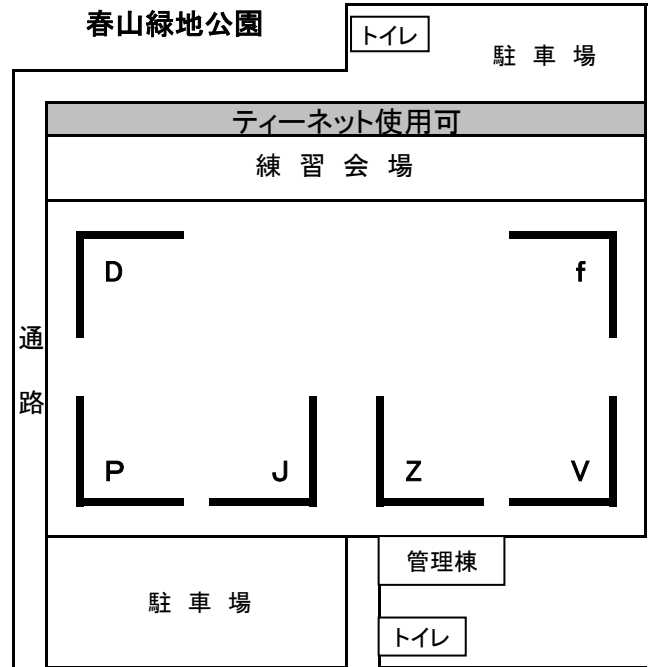 春山緑地公園
トイレ
駐 車 場
ティーネット使用可
練 習 会 場
D
f
通
路
P
J
Z
V
管理棟
駐 車 場
トイレ